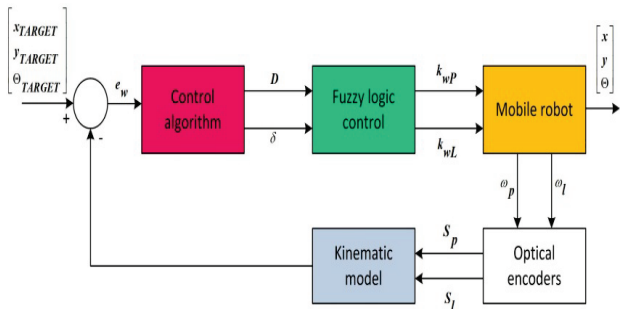 x_TARGET
y_TARGET
Θ_TARGET
+
-
e_w
Control
algorithm
D
δ
Fuzzy logic
control
k_wP
k_wL
Mobile robot
x
y
Θ
ω_p
ω_l
Optical
encoders
S_p
S_l
Kinematic
model